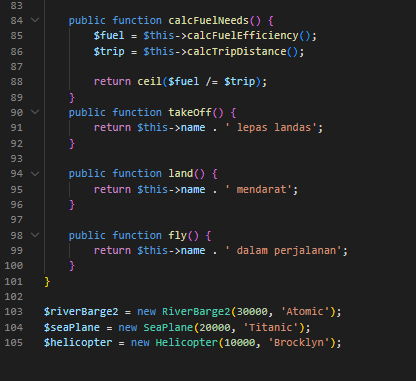 83
84 public function calcFuelNeeds() {
85 $fuel = $this->calcFuelEfficiency();
86 $trip = $this->calcTripDistance();
87
88 return ceil($fuel /= $trip);
89 }
90 public function takeOff() {
91 return $this->name . ' lepas landas';
92 }
93
94 public function land() {
95 return $this->name . ' mendarat';
96 }
97
98 public function fly() {
99 return $this->name . ' dalam perjalanan';
100 }
101 }
102
103 $riverBarge2 = new RiverBarge2(30000, 'Atomic');
104 $seaPlane = new SeaPlane(20000, 'Titanic');
105 $helicopter = new Helicopter(10000, 'Brocklyn');